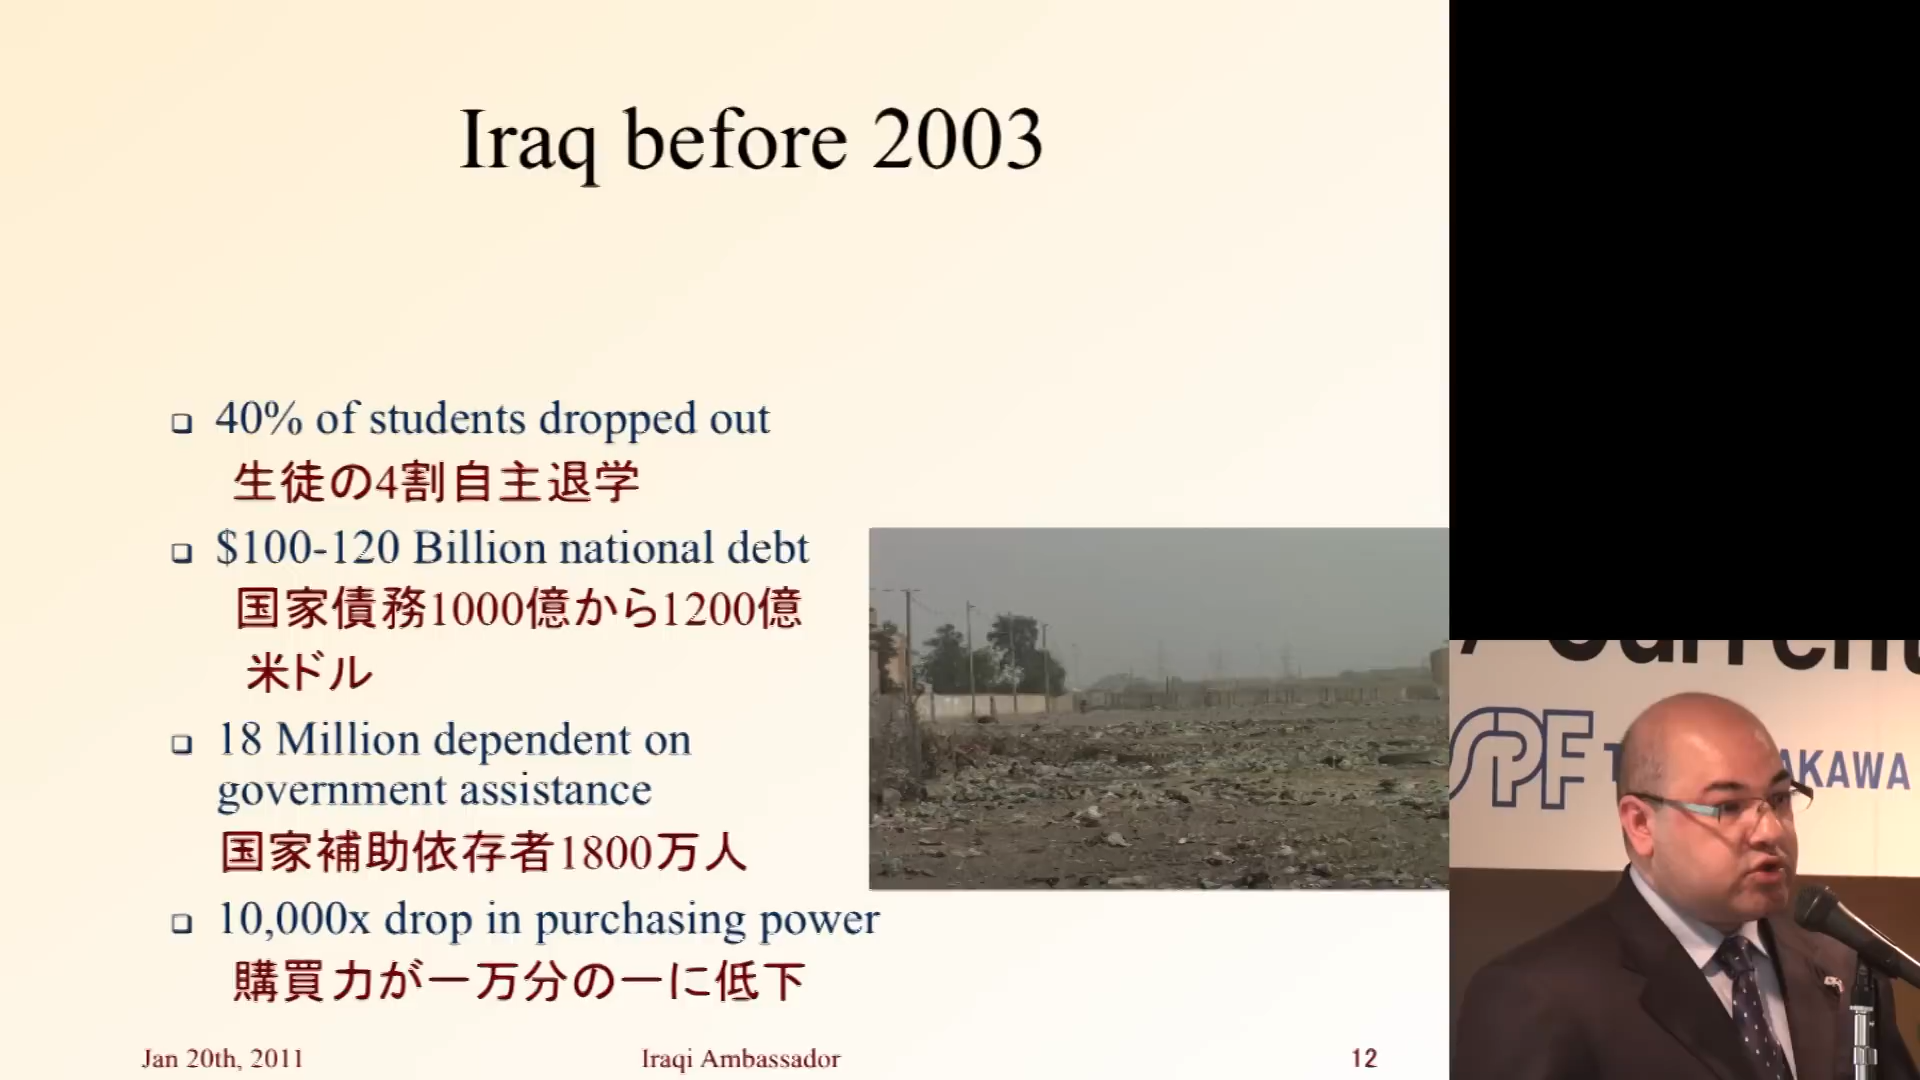 Iraq before 2003
40% of students dropped out
生徒の4割自主退学
$100-120 Billion national debt
国家債務1000億から1200億
米ドル
18 Million dependent on
government assistance
国家補助依存者1800万人
10,000x drop in purchasing power
購買力が一万分の一に低下
Jan 20th, 2011
Iraqi Ambassador
12
Current
SPF